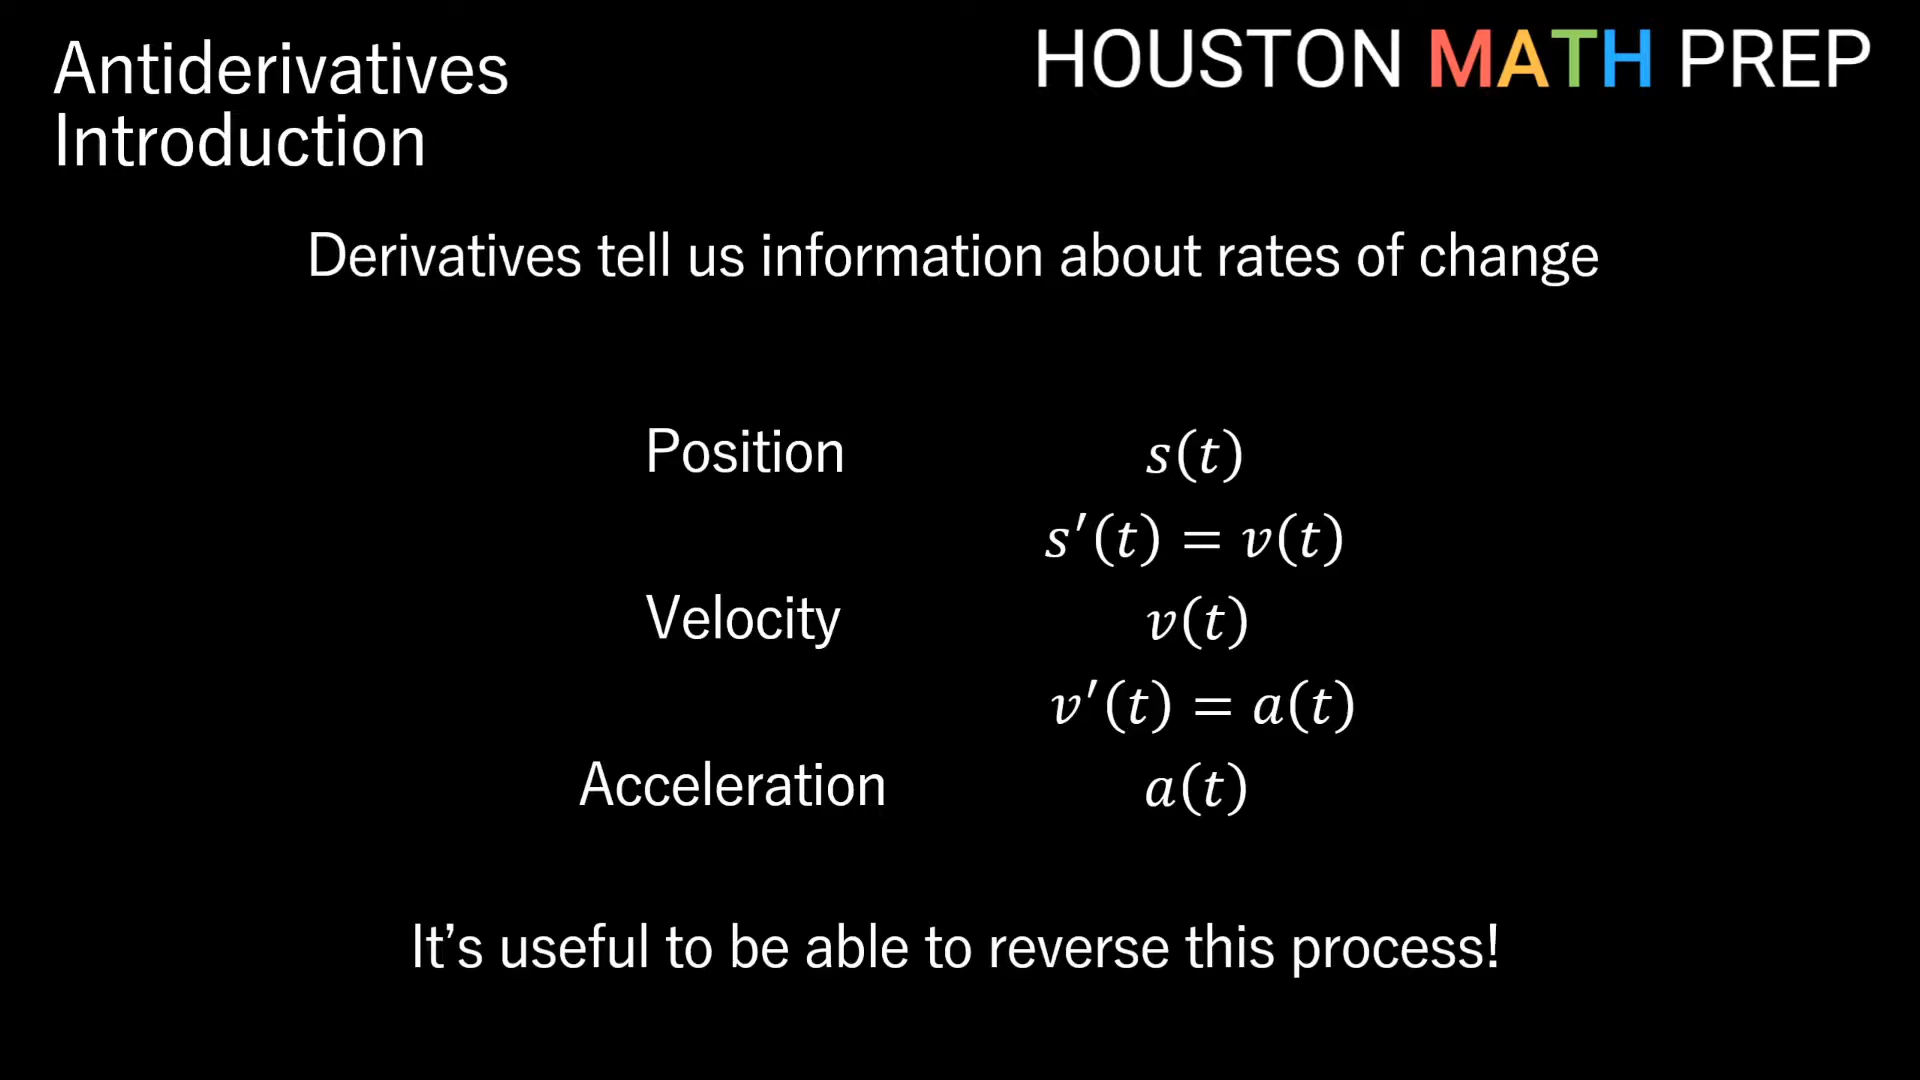 Antiderivatives
Introduction
HOUSTON MATH PREP
Derivatives tell us information about rates of change
Position s(t)
s′(t) = v(t)
Velocity v(t)
v′(t) = a(t)
Acceleration a(t)
It’s useful to be able to reverse this process!